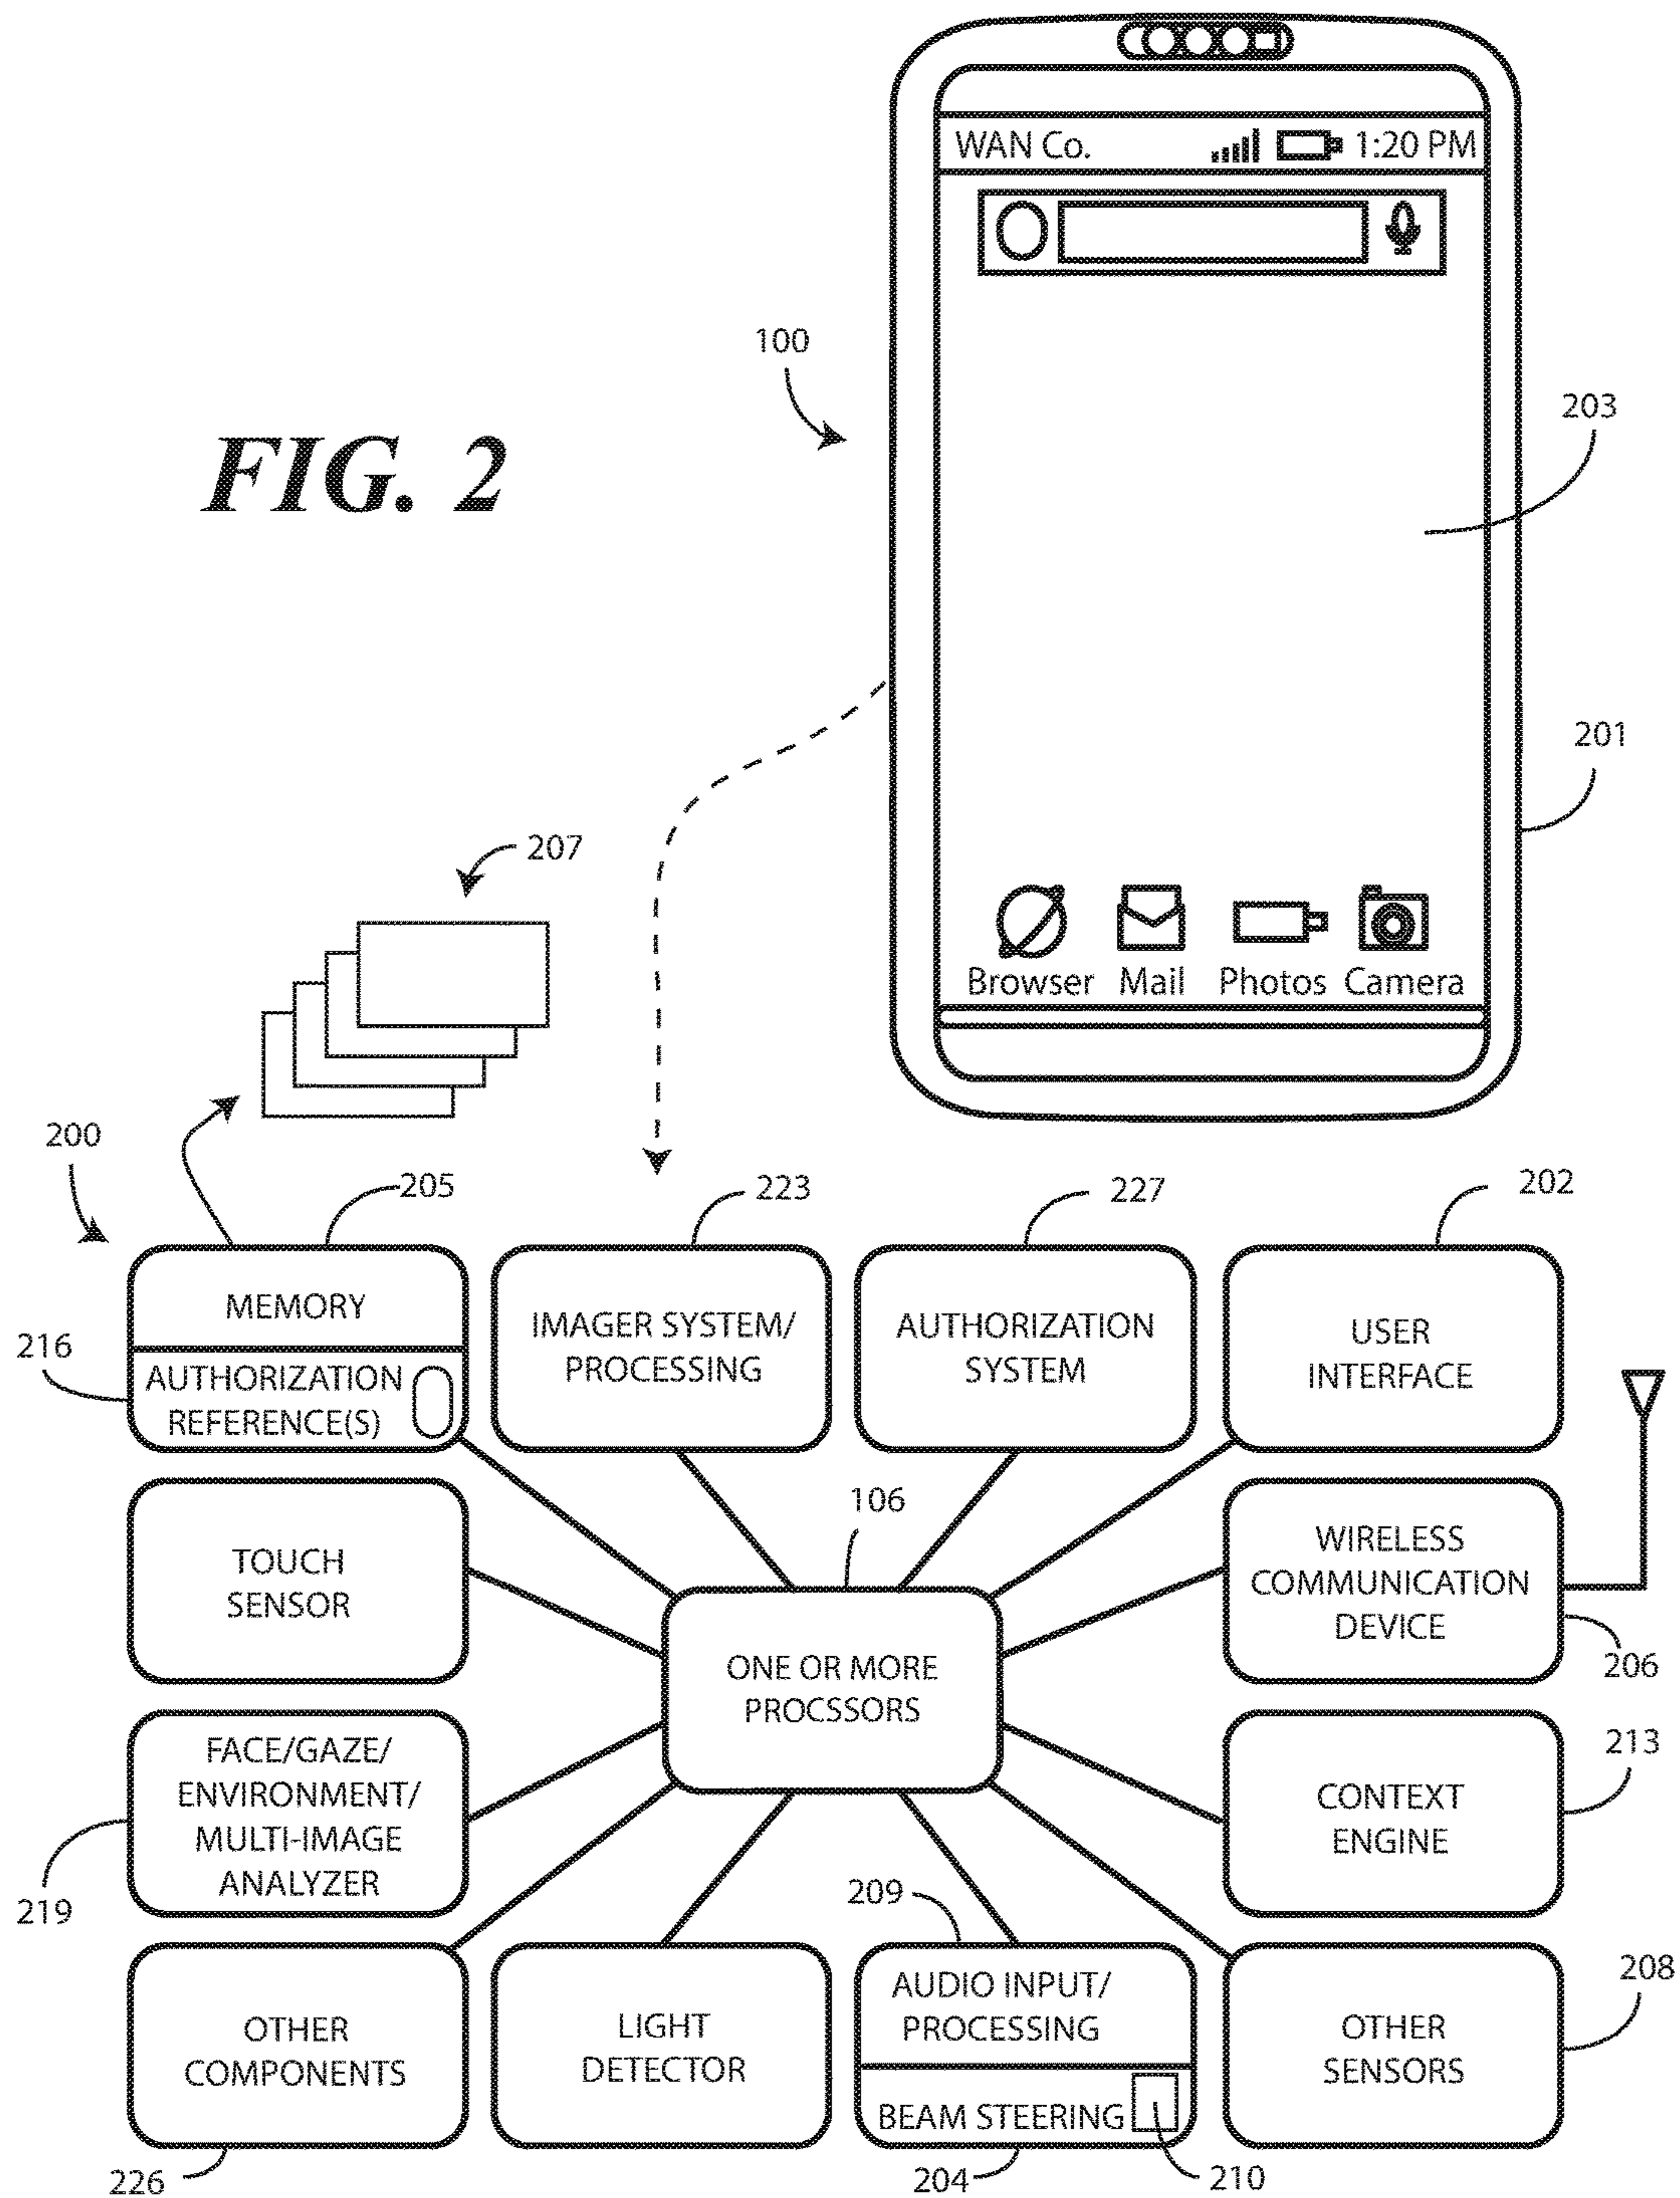 WAN Co. 1:20 PM
100
203
FIG. 2
201
207
Browser Mail Photos Camera
200
205
223
227
202
MEMORY
216
AUTHORIZATION
REFERENCE(S)
IMAGER SYSTEM/
PROCESSING
AUTHORIZATION
SYSTEM
USER
INTERFACE
106
TOUCH
SENSOR
WIRELESS
COMMUNICATION
DEVICE
206
ONE OR MORE
PROCSSORS
FACE/GAZE/
ENVIRONMENT/
MULTI-IMAGE
ANALYZER
219
213
CONTEXT
ENGINE
209
208
OTHER
COMPONENTS
LIGHT
DETECTOR
AUDIO INPUT/
PROCESSING
BEAM STEERING
OTHER
SENSORS
226
204
210